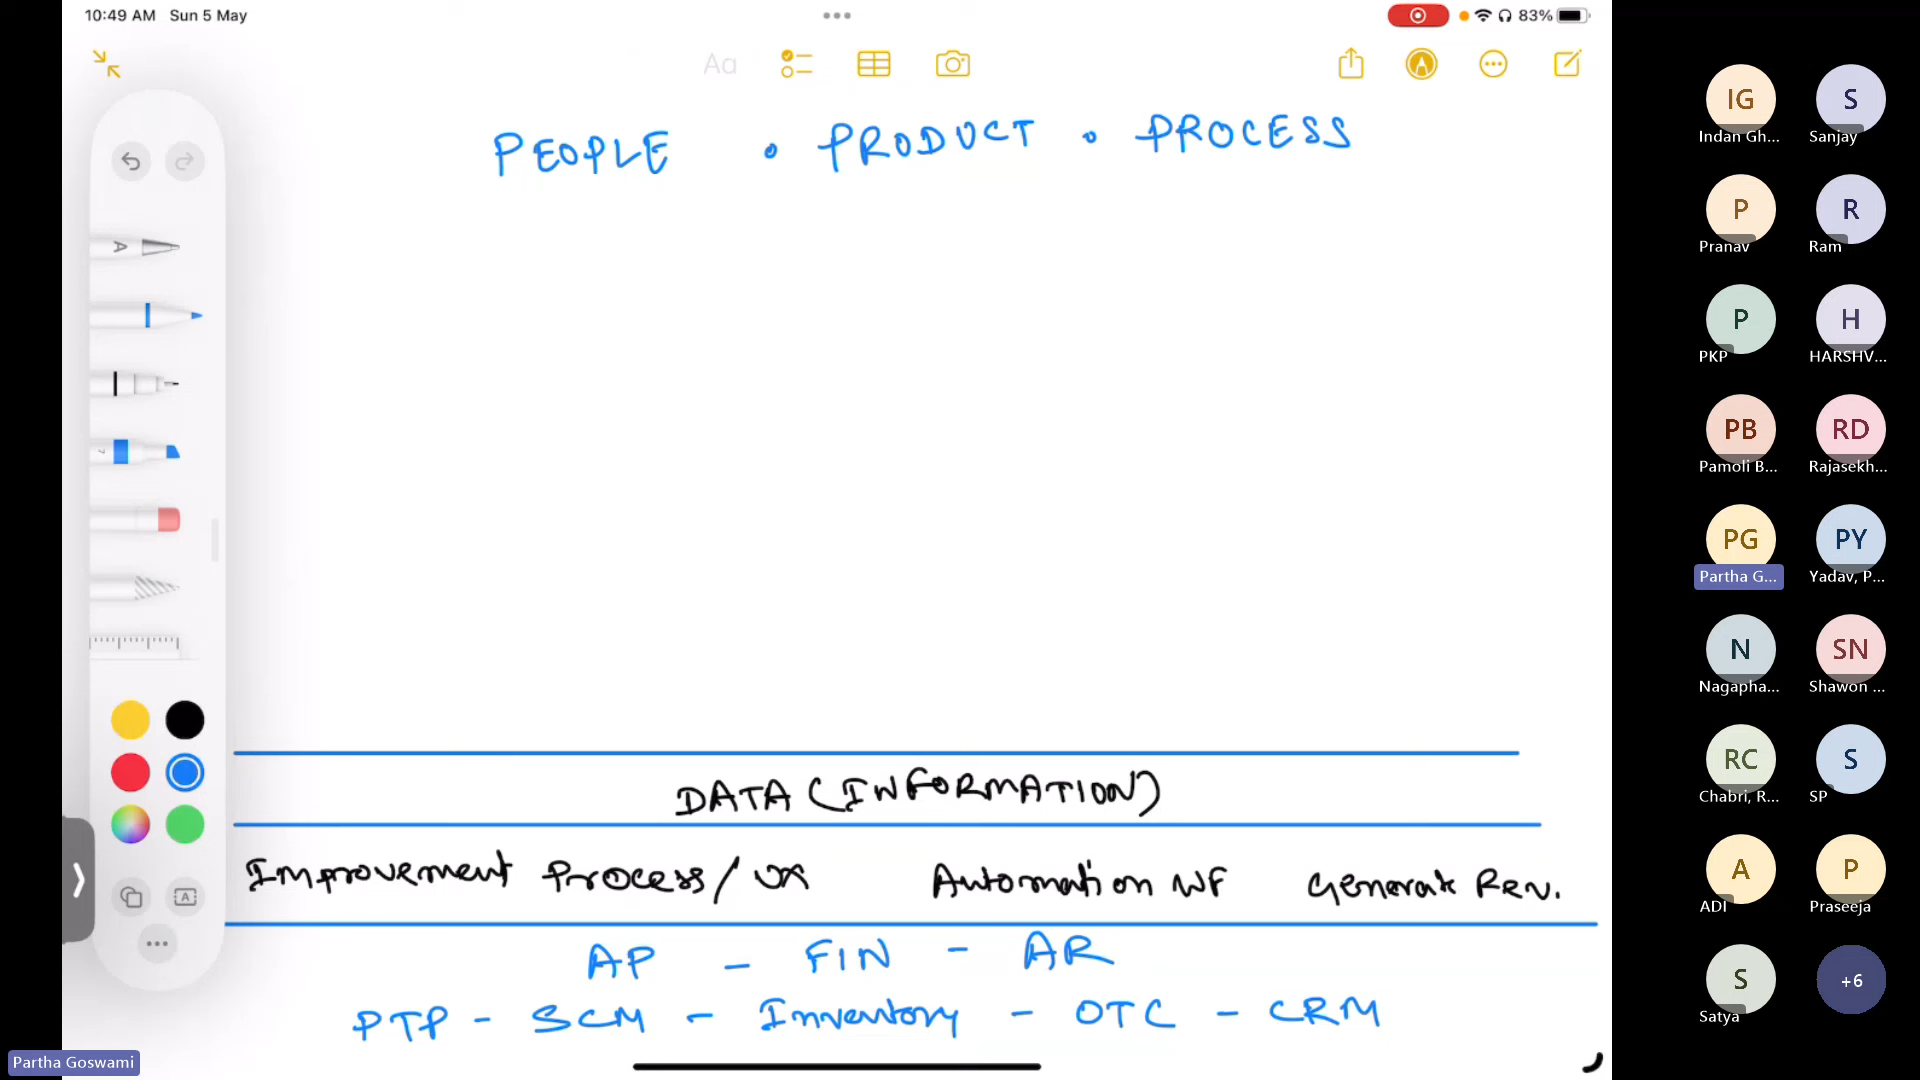 10:49 AM Sun 5 May
83%
Aa
PEOPLE • PRODUCT • PROCESS
DATA (INFORMATION)
Improvement Process / UX Automation WF Generate Rev.
AP - FIN - AR
PTP - SCM - Inventory - OTC - CRM
Partha Goswami
IG S
Indan Gh... Sanjay
P R
Pranav Ram
P H
PKP HARSHV...
PB RD
Pamoli B... Rajasekh...
PG PY
Partha G... Yadav, P...
N SN
Nagapha... Shawon ...
RC S
Chabri, R... SP
A P
ADI Praseeja
S +6
Satya